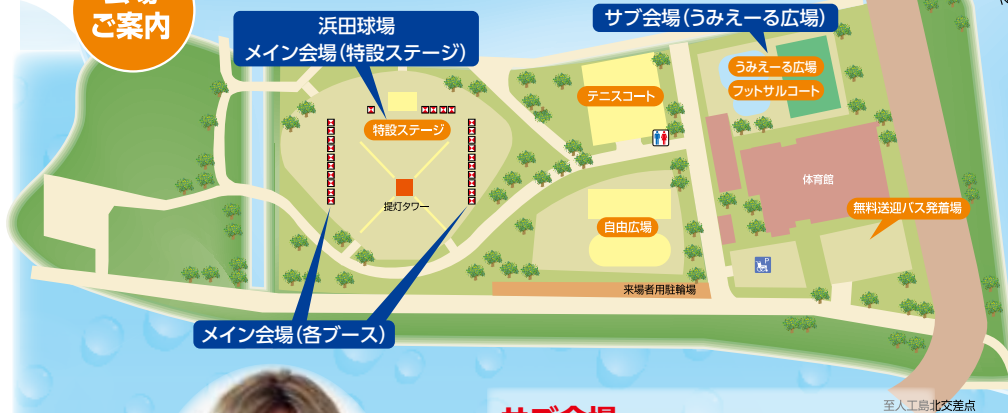 会場
ご案内
浜田球場
メイン会場（特設ステージ）
サブ会場（うみえーる広場）
うみえーる広場
フットサルコート
テニスコート
特設ステージ
提灯タワー
体育館
無料送迎バス発着場
自由広場
P
来場者用駐輪場
メイン会場（各ブース）
サブ会場
至人工島北交差点